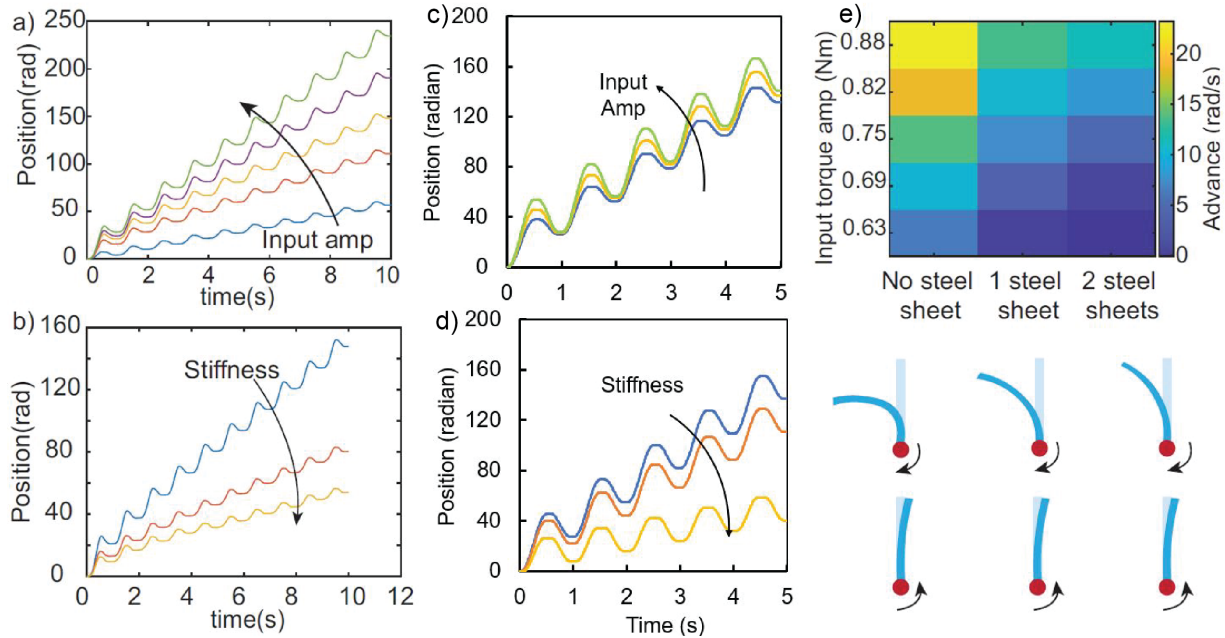 a)
Position(rad)
250
200
150
100
50
0
0 2 4 6 8 10
time(s)
Input amp
b)
Position(rad)
160
120
80
40
0
0 2 4 6 8 10 12
time(s)
Stiffness
c)
Position (radian)
200
160
120
80
40
0
0 1 2 3 4 5
Input
Amp
d)
Position (radian)
200
160
120
80
40
0
0 1 2 3 4 5
Time (s)
Stiffness
e)
Input torque amp (Nm)
0.88
0.82
0.75
0.69
0.63
No steel
sheet
1 steel
sheet
2 steel
sheets
20
15
10
5
0
Advance (rad/s)